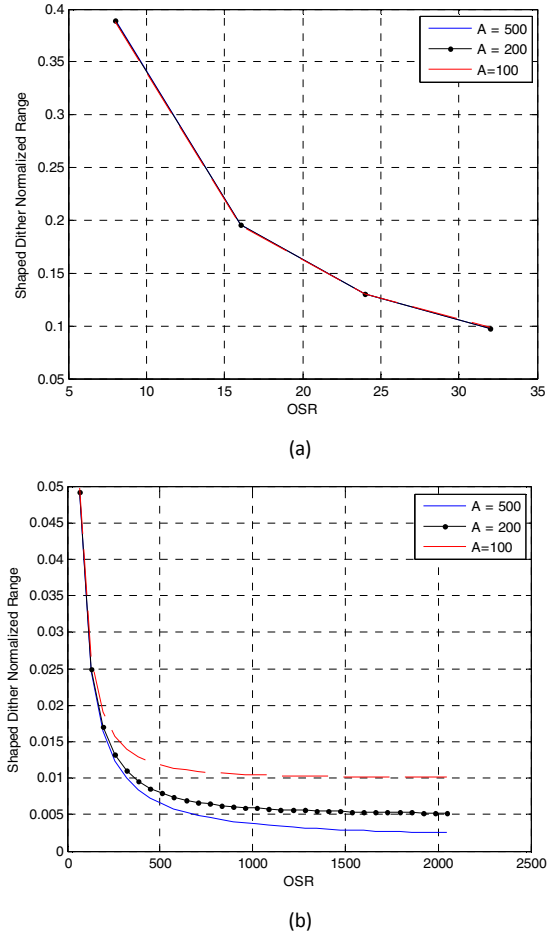 0.4
0.35
0.3
0.25
0.2
0.15
0.1
0.05
5
10
15
20
25
30
35
Shaped Dither Normalized Range
OSR
A = 500
A = 200
A=100
(a)
0.05
0.045
0.04
0.035
0.03
0.025
0.02
0.015
0.01
0.005
0
0
500
1000
1500
2000
2500
Shaped Dither Normalized Range
OSR
A = 500
A = 200
A=100
(b)